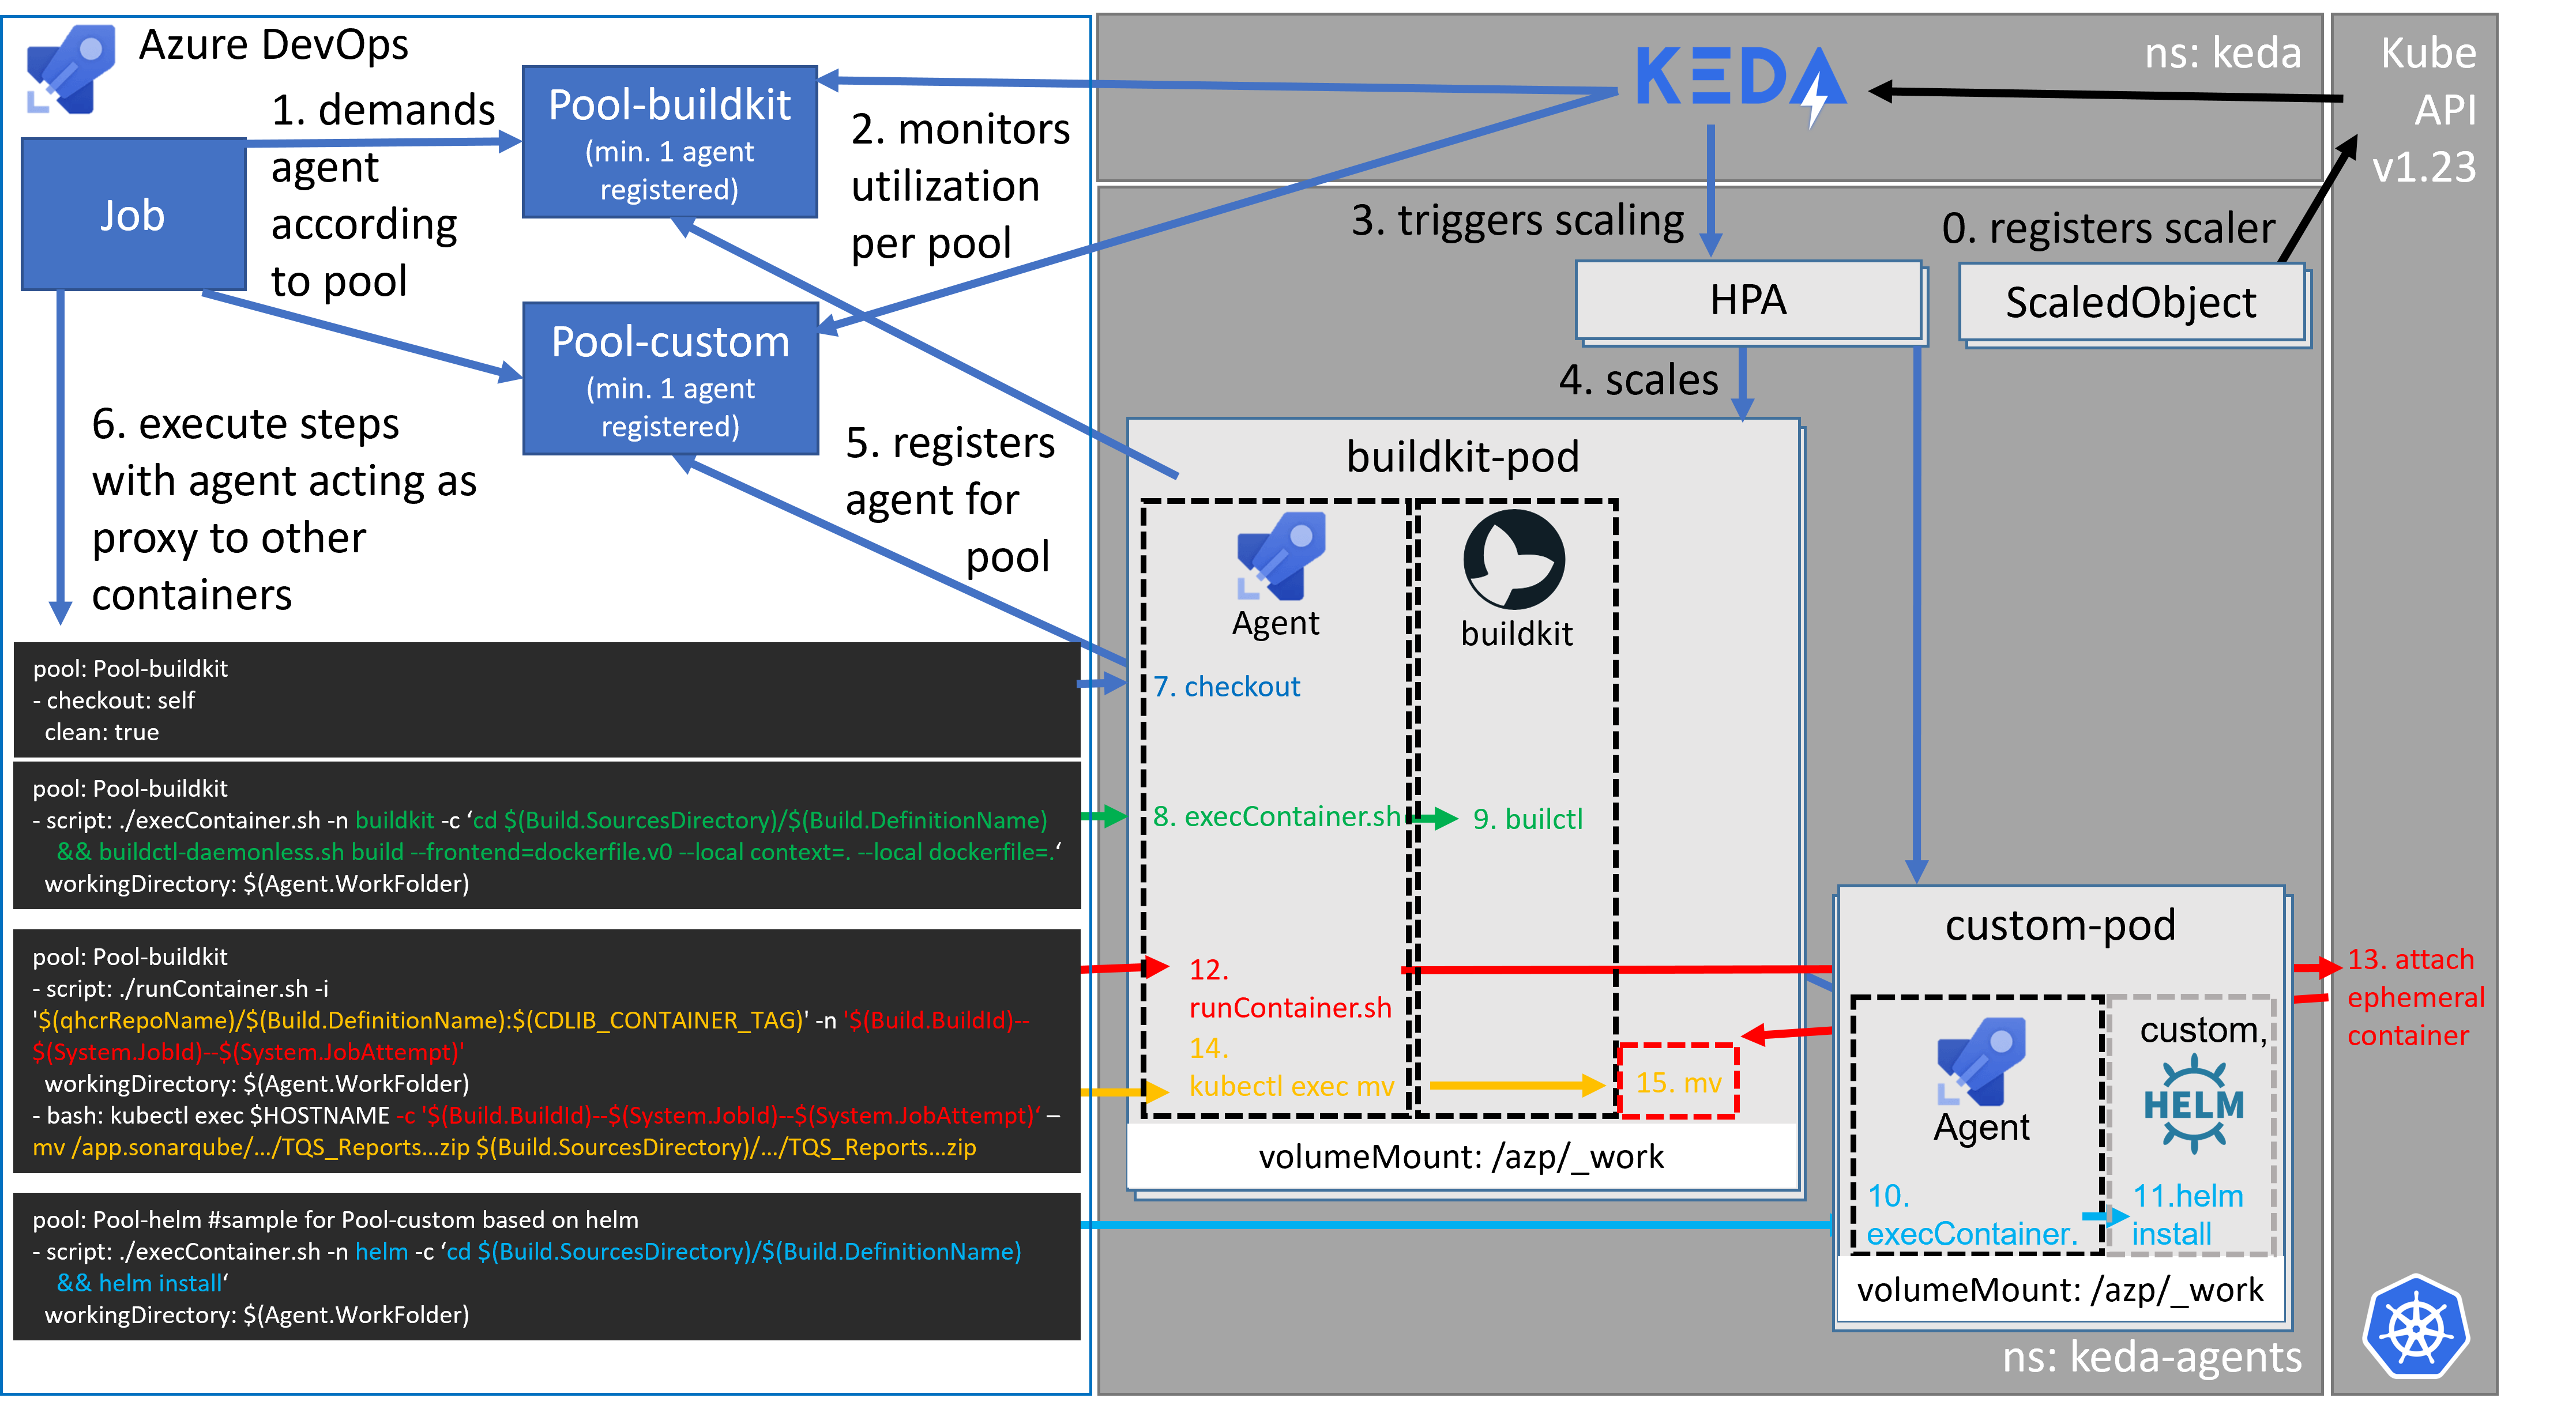 Azure DevOps
Job
1. demands
agent
according
to pool
Pool-buildkit
(min. 1 agent
registered)
Pool-custom
(min. 1 agent
registered)
2. monitors
utilization
per pool
5. registers
agent for
pool
6. execute steps
with agent acting as
proxy to other
containers
pool: Pool-buildkit
- checkout: self
clean: true
pool: Pool-buildkit
- script: ./execContainer.sh -n buildkit -c ‘cd $(Build.SourcesDirectory)/$(Build.DefinitionName)
&& buildctl-daemonless.sh build --frontend=dockerfile.v0 --local context=. --local dockerfile=.‘
workingDirectory: $(Agent.WorkFolder)
pool: Pool-buildkit
- script: ./runContainer.sh -i
'$(qhcrRepoName)/$(Build.DefinitionName):$(CDLIB_CONTAINER_TAG)' -n '$(Build.BuildId)--
$(System.JobId)--$(System.JobAttempt)'
workingDirectory: $(Agent.WorkFolder)
- bash: kubectl exec $HOSTNAME -c '$(Build.BuildId)--$(System.JobId)--$(System.JobAttempt)‘ –
mv /app.sonarqube/.../TQS_Reports...zip $(Build.SourcesDirectory)/.../TQS_Reports...zip
pool: Pool-helm #sample for Pool-custom based on helm
- script: ./execContainer.sh -n helm -c ‘cd $(Build.SourcesDirectory)/$(Build.DefinitionName)
&& helm install‘
workingDirectory: $(Agent.WorkFolder)
KEDA
ns: keda
Kube
API
v1.23
3. triggers scaling
0. registers scaler
HPA
ScaledObject
4. scales
buildkit-pod
Agent
buildkit
7. checkout
8. execContainer.sh
9. builctl
12.
runContainer.sh
14.
kubectl exec mv
15. mv
volumeMount: /azp/_work
custom-pod
Agent
custom,
HELM
10.
execContainer.
11.helm
install
volumeMount: /azp/_work
13. attach
ephemeral
container
ns: keda-agents